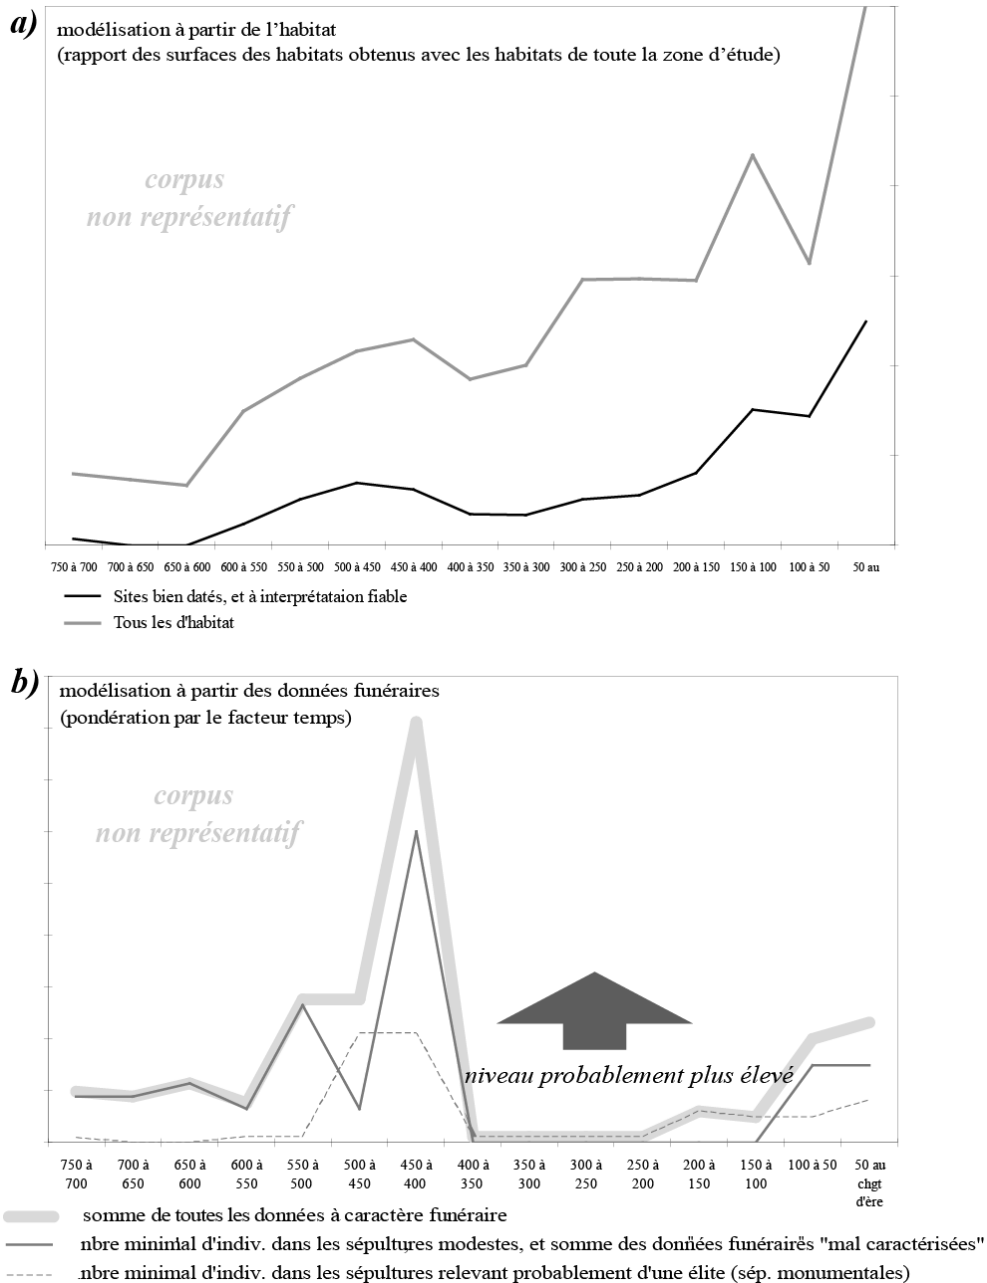 a)
modélisation à partir de l'habitat
(rapport des surfaces des habitats obtenus avec les habitats de toute la zone d'étude)
corpus
non représentatif
750 à 700 700 à 650 650 à 600 600 à 550 550 à 500 500 à 450 450 à 400 400 à 350 350 à 300 300 à 250 250 à 200 200 à 150 150 à 100 100 à 50 50 au
Sites bien datés, et à interprétataion fiable
Tous les d'habitat
b)
modélisation à partir des données funéraires
(pondération par le facteur temps)
corpus
non représentatif
niveau probablement plus élevé
750 à 700 à 650 à 600 à 550 à 500 à 450 à 400 à 350 à 300 à 250 à 200 à 150 à 100 à 50 50 au
700 650 600 550 500 450 400 350 300 250 200 150 100 chgt
d'ère
somme de toutes les données à caractère funéraire
nbre minimal d'indiv. dans les sépultures modestes, et somme des données funéraires "mal caractérisées"
nbre minimal d'indiv. dans les sépultures relevant probablement d'une élite (sép. monumentales)